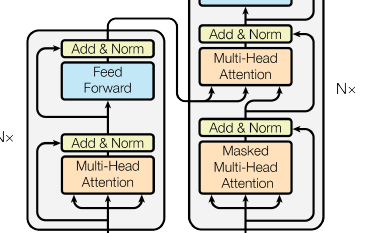 Add & Norm
Feed
Forward
Add & Norm
Multi-Head
Attention
N×
Add & Norm
Multi-Head
Attention
Add & Norm
Masked
Multi-Head
Attention
N×